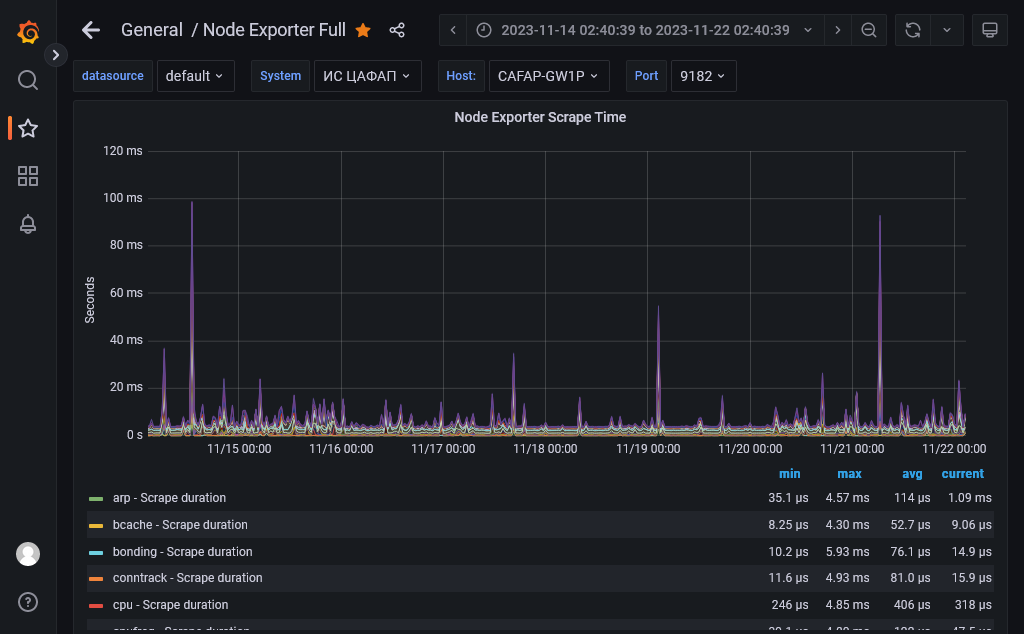 General / Node Exporter Full
2023-11-14 02:40:39 to 2023-11-22 02:40:39
datasource default System ИС ЦАФАП Host: CAFAP-GW1P Port 9182
Node Exporter Scrape Time
120 ms
100 ms
80 ms
60 ms
40 ms
20 ms
0 s
Seconds
11/15 00:00 11/16 00:00 11/17 00:00 11/18 00:00 11/19 00:00 11/20 00:00 11/21 00:00 11/22 00:00
min max avg current
arp - Scrape duration 35.1 µs 4.57 ms 114 µs 1.09 ms
bcache - Scrape duration 8.25 µs 4.30 ms 52.7 µs 9.06 µs
bonding - Scrape duration 10.2 µs 5.93 ms 76.1 µs 14.9 µs
conntrack - Scrape duration 11.6 µs 4.93 ms 81.0 µs 15.9 µs
cpu - Scrape duration 246 µs 4.85 ms 406 µs 318 µs